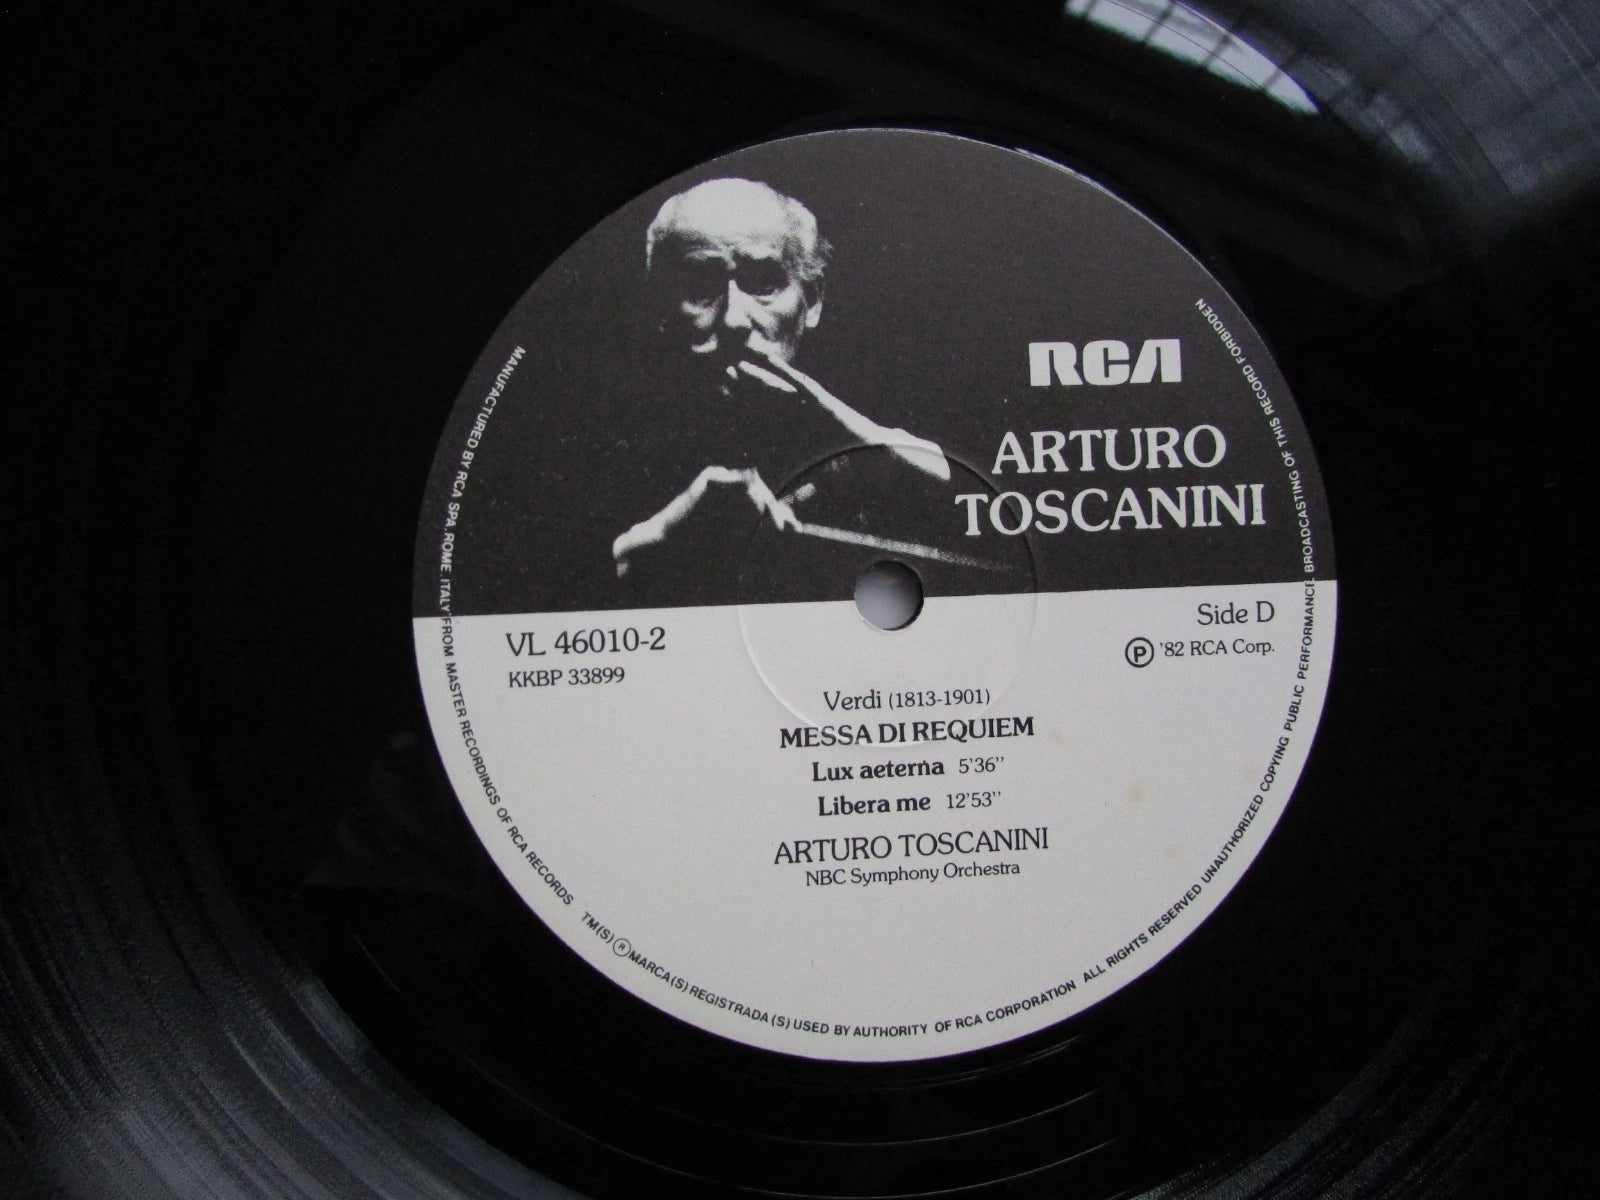 RCA
ARTURO
TOSCANINI
Side D
VL 46010-2
KKBP 33899
Ⓟ '82 RCA Corp.
Verdi (1813-1901)
MESSA DI REQUIEM
Lux aeterna 5'36''
Libera me 12'53''
ARTURO TOSCANINI
NBC Symphony Orchestra
MANUFACTURED BY RCA SPA. ROME ITALY FROM MASTER RECORDINGS OF RCA RECORDS TM(S) ® MARCA(S) REGISTRADA(S) USED BY AUTHORITY OF RCA CORPORATION ALL RIGHTS RESERVED UNAUTHORIZED COPYING PUBLIC PERFORMANCE BROADCASTING OF THIS RECORD FORBIDDEN